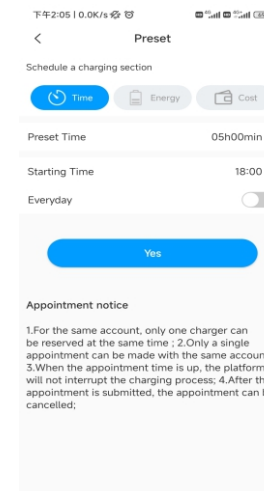 下午2:05 | 0.0K/s
Preset
Schedule a charging section
Time
Energy
Cost
Preset Time
05h00min
Starting Time
18:00
Everyday
Yes
Appointment notice
1.For the same account, only one charger can
be reserved at the same time ; 2.Only a single
appointment can be made with the same accoun
3.When the appointment time is up, the platform
will not interrupt the charging process; 4.After th
appointment is submitted, the appointment can
cancelled;